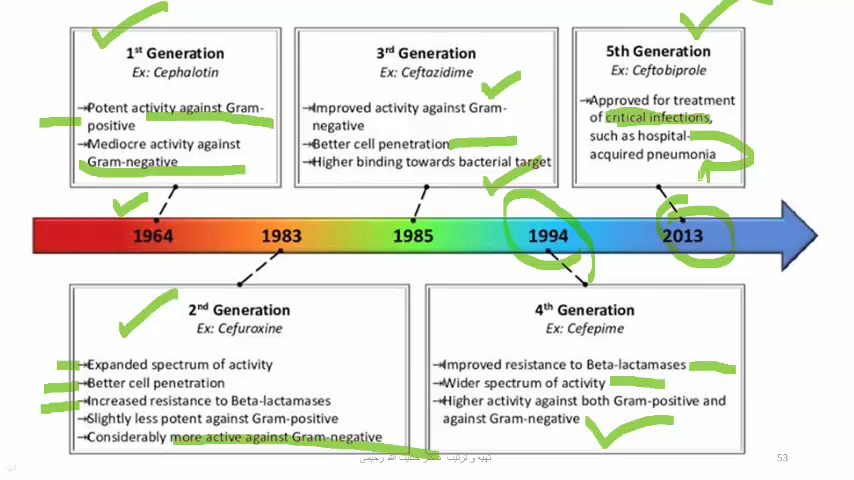 1st Generation
Ex: Cephalotin
→Potent activity against Gram-
positive
→Mediocre activity against
Gram-negative
3rd Generation
Ex: Ceftazidime
→Improved activity against Gram-
negative
→Better cell penetration
→Higher binding towards bacterial target
5th Generation
Ex: Ceftobiprole
→Approved for treatment
of critical infections,
such as hospital-
acquired pneumonia
1964 1983 1985 1994 2013
2nd Generation
Ex: Cefuroxine
→Expanded spectrum of activity
→Better cell penetration
→Increased resistance to Beta-lactamases
→Slightly less potent against Gram-positive
→Considerably more active against Gram-negative
4th Generation
Ex: Cefepime
→Improved resistance to Beta-lactamases
→Wider spectrum of activity
→Higher activity against both Gram-positive and
against Gram-negative
تهیه و ترتیب الله رحیمی
53